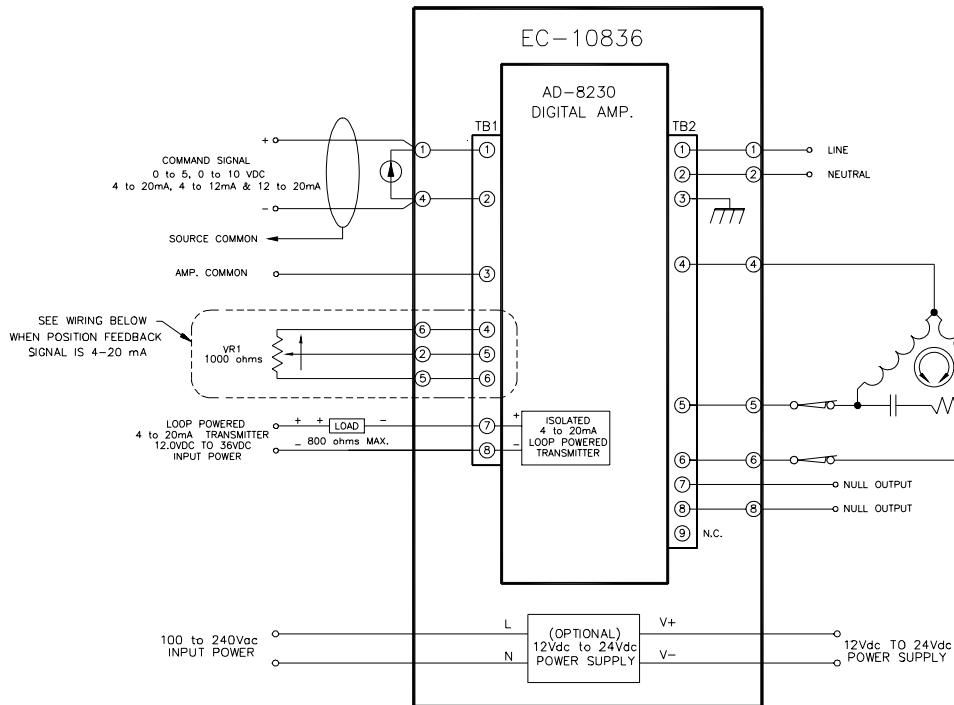 EC-10836
AD-8230
DIGITAL AMP.
TB1
TB2
+
COMMAND SIGNAL
0 to 5, 0 to 10 VDC
4 to 20mA, 4 to 12mA & 12 to 20mA
-
SOURCE COMMON
AMP. COMMON
1
4
1
2
3
SEE WIRING BELOW
WHEN POSITION FEEDBACK
SIGNAL IS 4-20 mA
VR1
1000 ohms
6
2
5
4
5
6
LOOP POWERED
4 to 20mA TRANSMITTER
12.0VDC TO 36VDC
INPUT POWER
+ + LOAD -
- 800 ohms MAX.
7
8
+
-
ISOLATED
4 to 20mA
LOOP POWERED
TRANSMITTER
1 1 LINE
2 2 NEUTRAL
3
4 4
5 5
6 6
7 NULL OUTPUT
8 8 NULL OUTPUT
9 N.C.
100 to 240Vac
INPUT POWER
L
N
(OPTIONAL)
12Vdc to 24Vdc
POWER SUPPLY
V+
V-
12Vdc TO 24Vdc
POWER SUPPLY